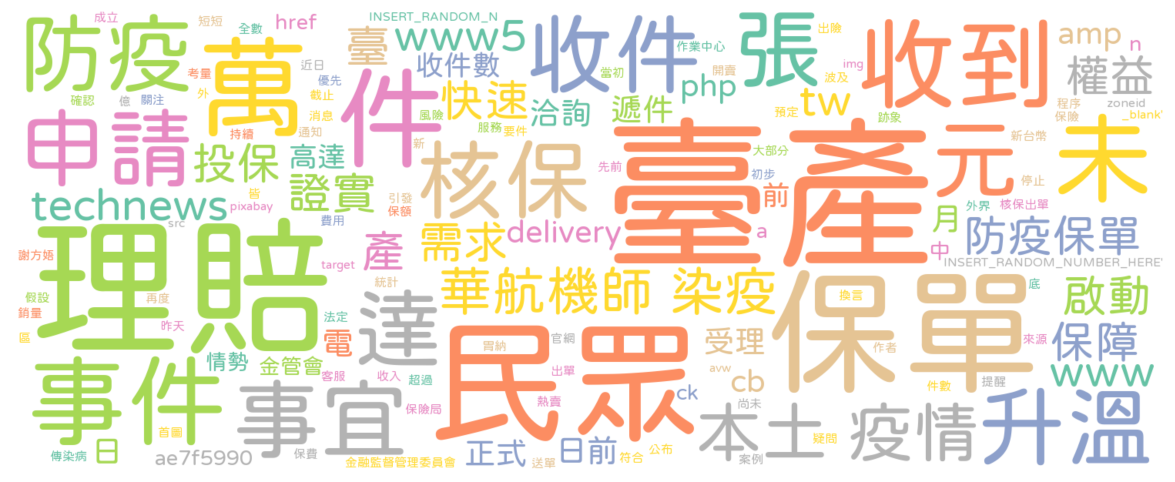 成立
短短
全數
href
INSERT_RANDOM_N
出險
防疫
萬
臺
www5
收件
作業中心
張
收到
amp
n
考量
近日
收件數
當初
開賣
img
權益
確認
億
關注
外
優先
截止
件
快速
php
波及
tw
zoneid
消息
風險
洽詢
遞件
預定
跡象
程序
保險
_blank'
申請
持續
通知
服務
要件
新
臺
產
元
新台幣
未
投保
高達
核保
先前
大部分
初步
停止
證實
皆
引發
保額
前
外界
核保出單
technews
pixabay
src
費用
需求
delivery
a
月
中
防疫保單
謝方娪
理賠
target
產
統計
INSERT_RANDOM_NUMBER_HERE'
華航機師
染疫
保單
換言
底
啟動
假設
再度
銷量
昨天
法定
達
區
電
民眾
胃納
官網
受理
作者
來源
保障
情勢
金管會
客服
收入
超過
出單
avw
cb
件數
提醒
www
事件
事宜
保險局
熱賣
ck
尚未
本土
疫情
升溫
首圖
疑問
日
傳染病
ae7f5990
保費
金融監督管理委員會
正式
送單
日前
符合
公布
案例